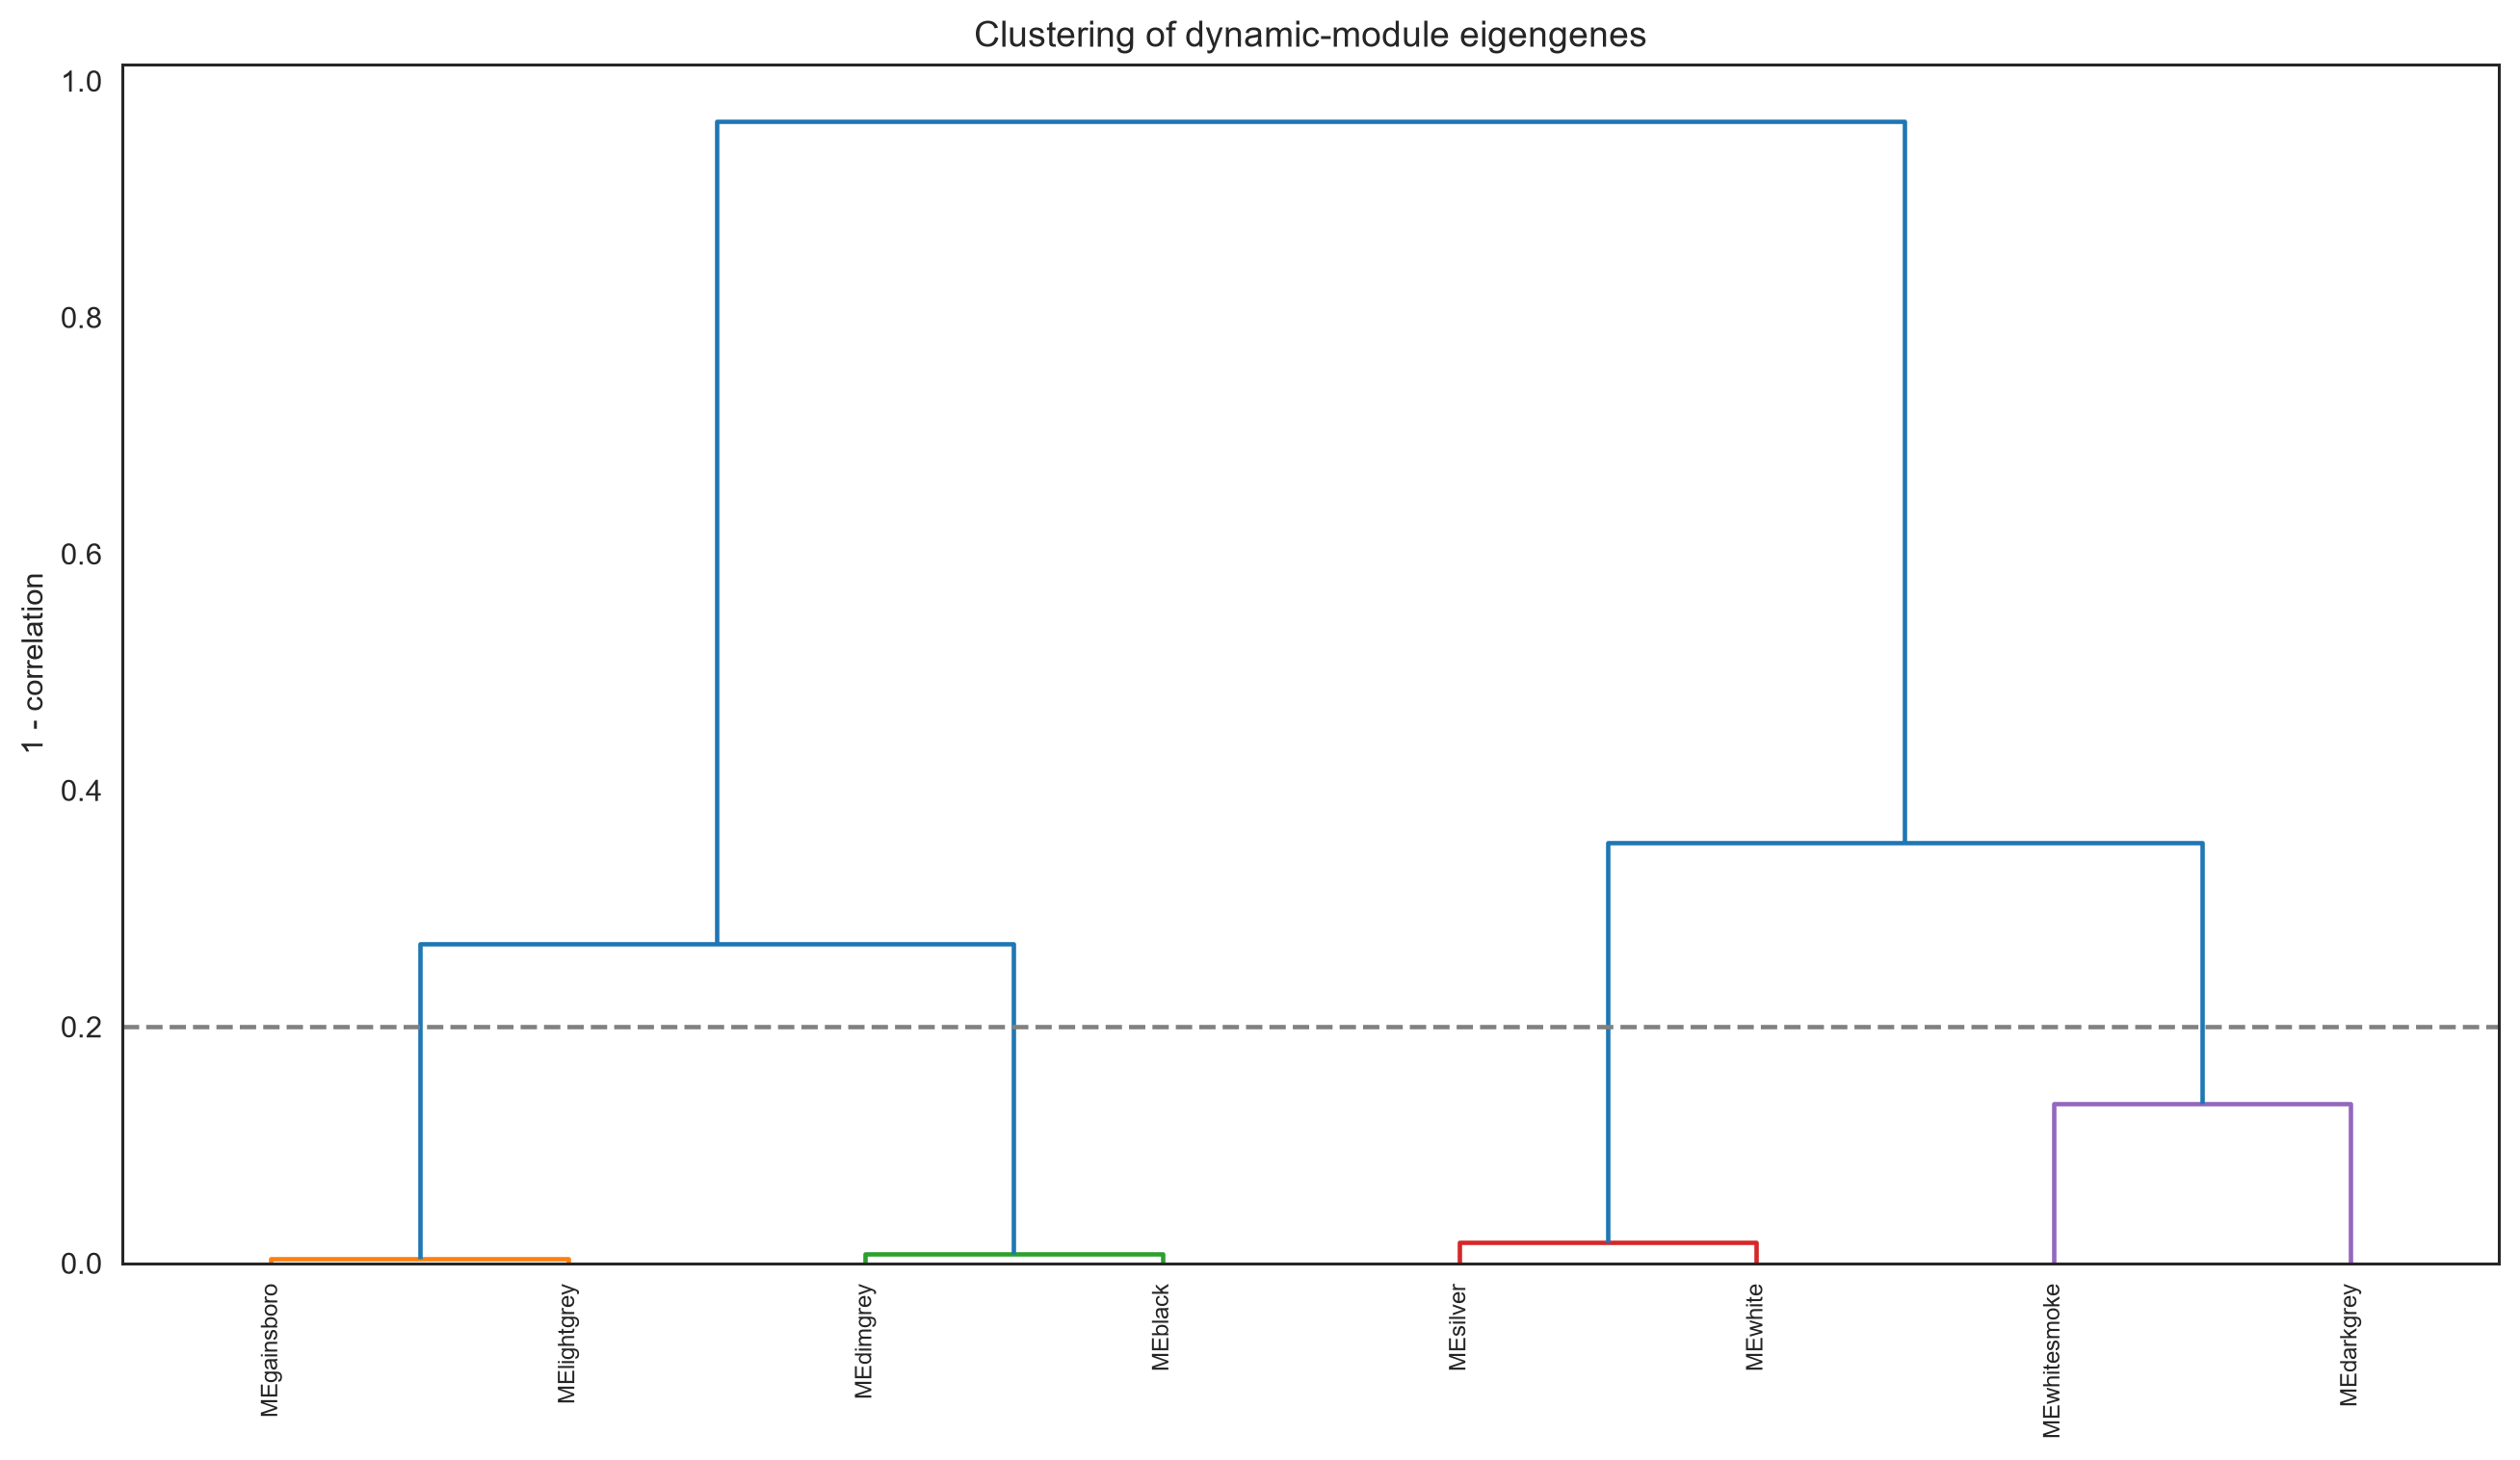 Clustering of dynamic-module eigengenes
1.0
0.8
0.6
0.4
0.2
0.0
1 - correlation
MEgainsboro
MElightgrey
MEdimgrey
MEblack
MEsilver
MEwhite
MEwhitesmoke
MEdarkgrey